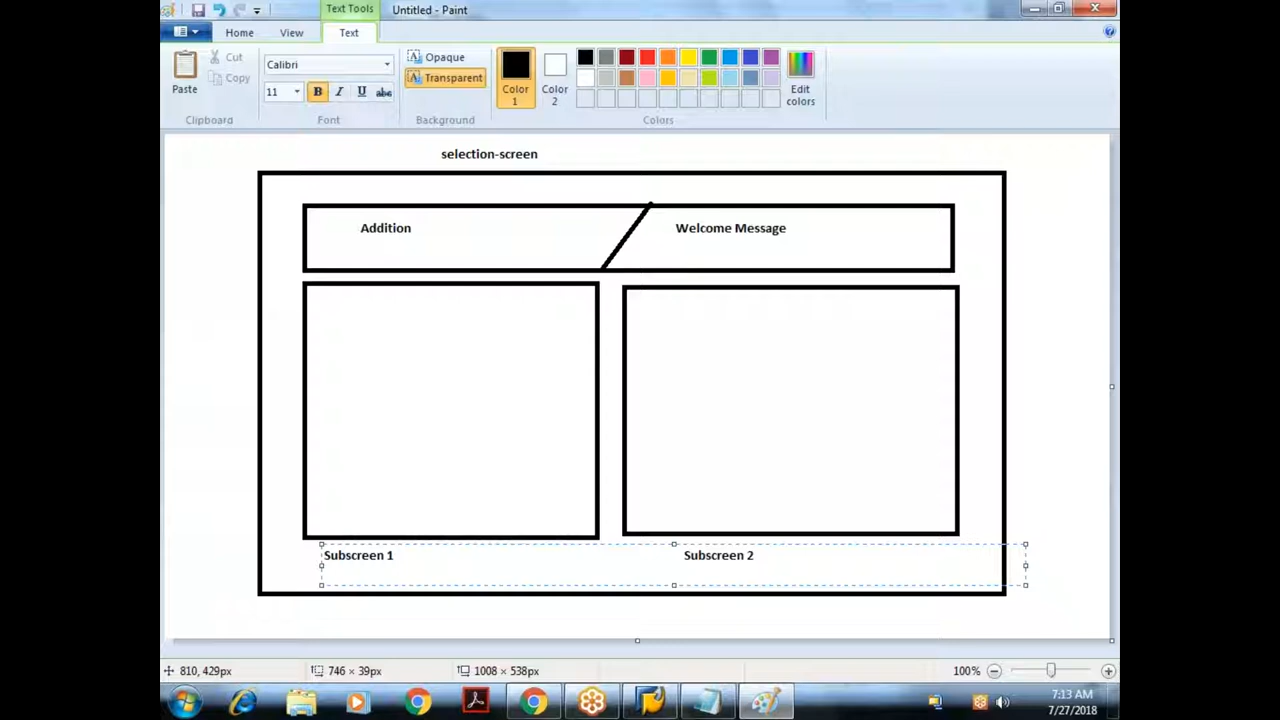 Text Tools Untitled - Paint
Home View Text
Paste Cut Copy
Calibri
11 B I U abc
Opaque
Transparent
Color 1
Color 2
Edit colors
Clipboard Font Background Colors
selection-screen
Addition Welcome Message
Subscreen 1 Subscreen 2
810, 429px 746 × 39px 1008 × 538px 100%
7:13 AM
7/27/2018